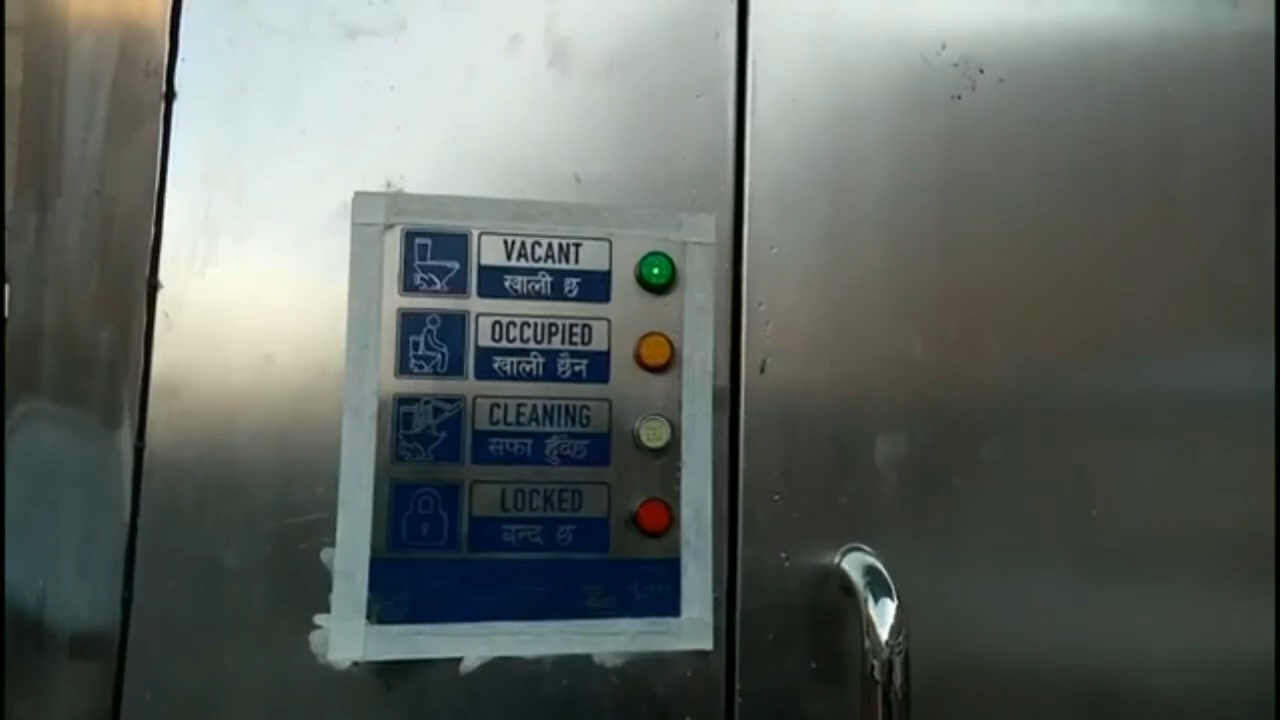 VACANT
खाली छ
OCCUPIED
खाली छैन
CLEANING
सफा हुँदैछ
LOCKED
बन्द छ